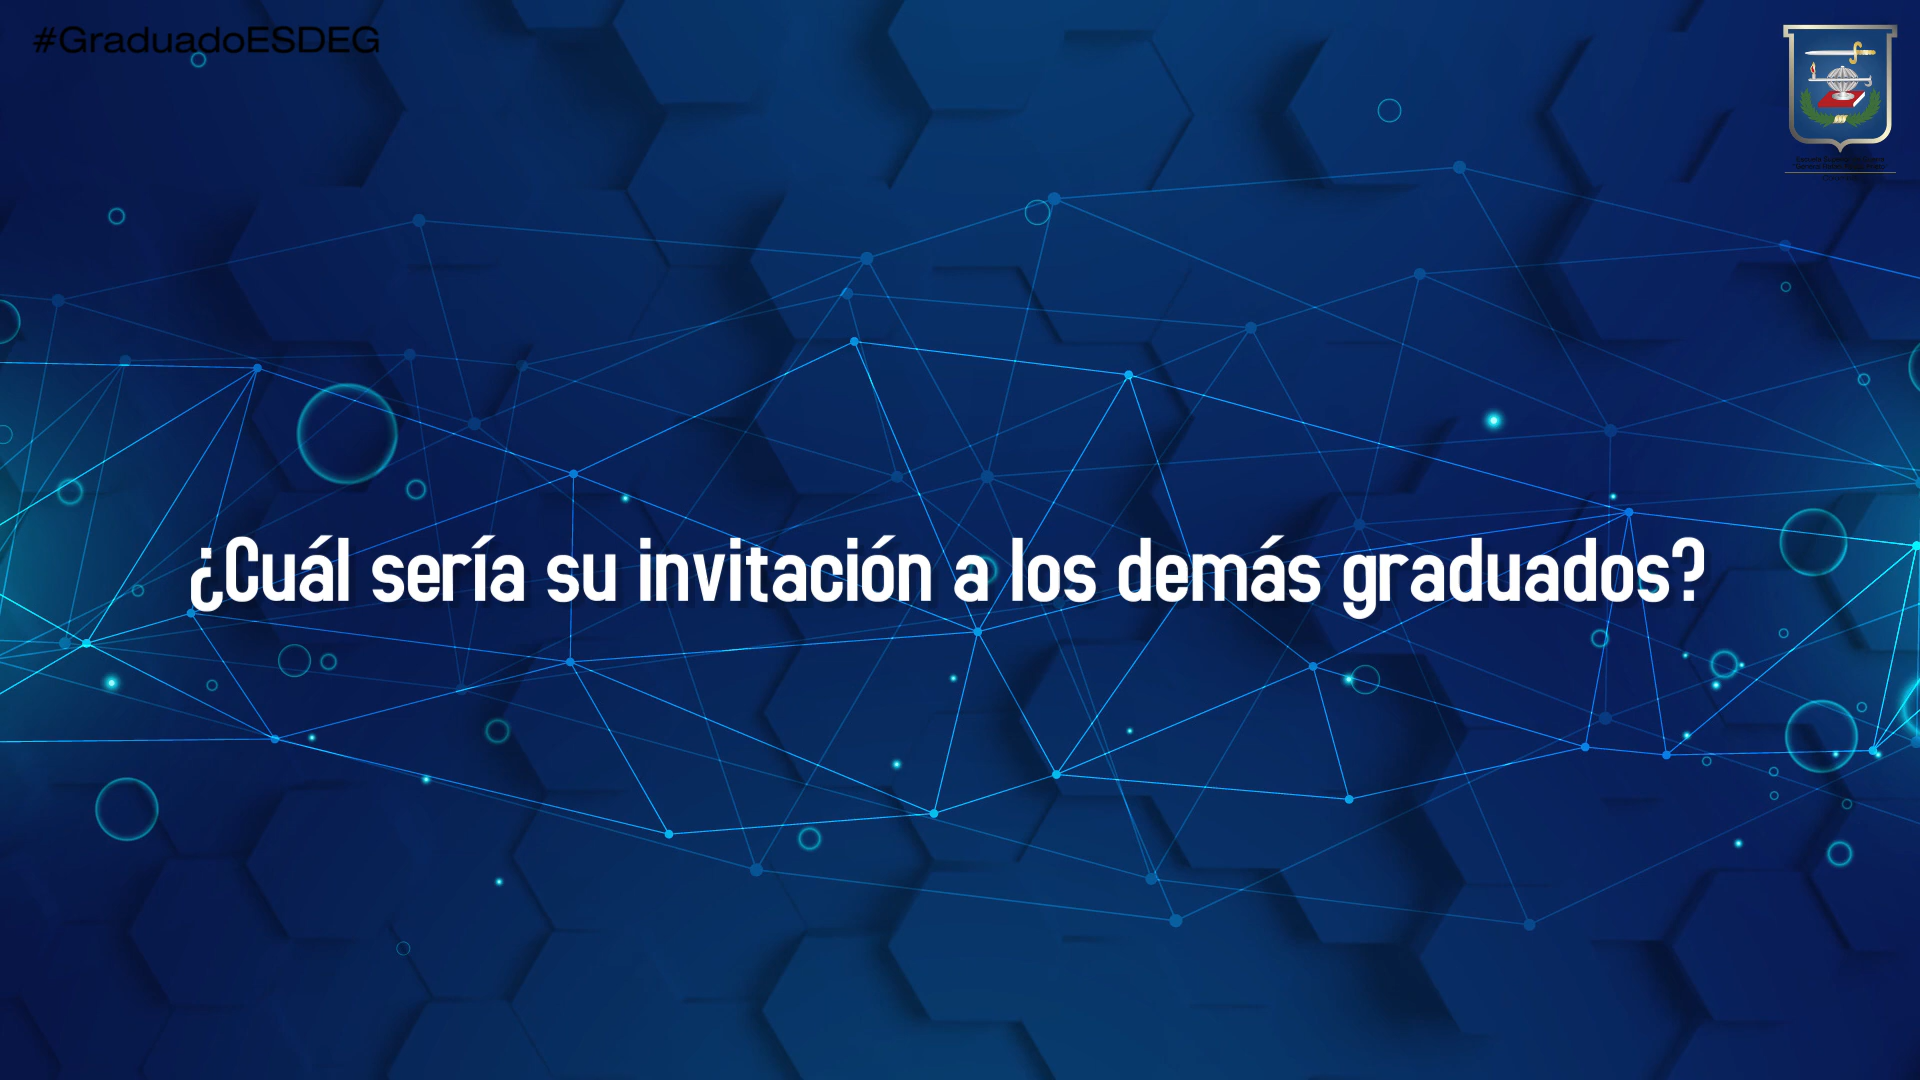 #GraduadoESDEG
¿Cuál sería su invitación a los demás graduados?